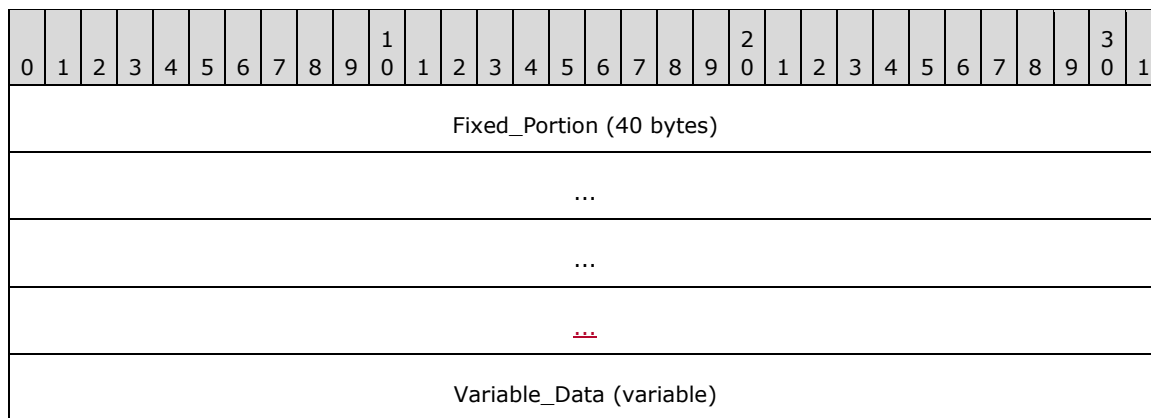 1 2 3
0 1 2 3 4 5 6 7 8 9 0 1 2 3 4 5 6 7 8 9 0 1 2 3 4 5 6 7 8 9 0 1
Fixed_Portion (40 bytes)
...
...
...
Variable_Data (variable)